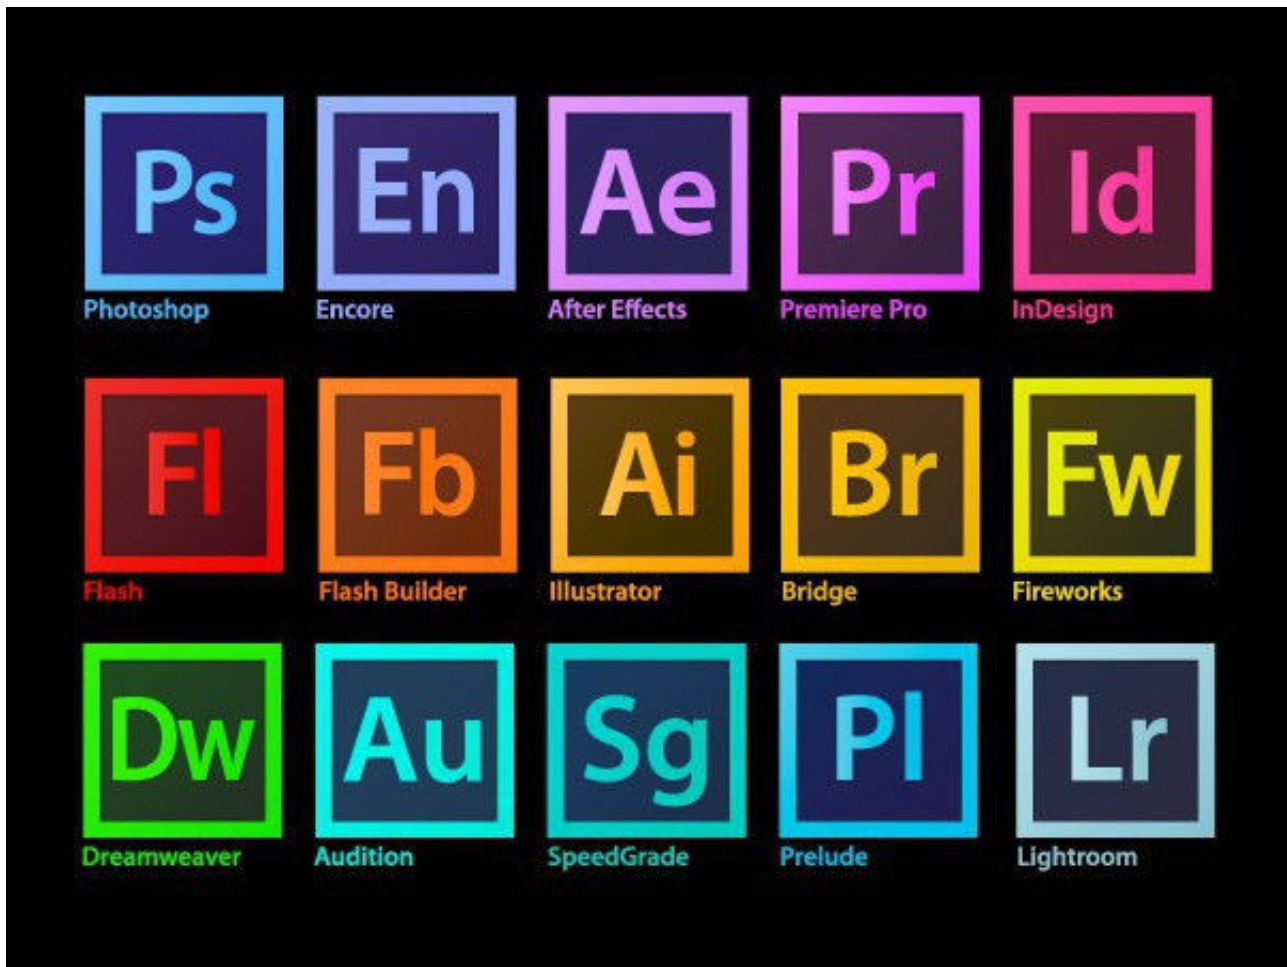 Ps En Ae Pr Id
Photoshop Encore After Effects Premiere Pro InDesign
Fl Fb Ai Br Fw
Flash Flash Builder Illustrator Bridge Fireworks
Dw Au Sg Pl Lr
Dreamweaver Audition SpeedGrade Prelude Lightroom